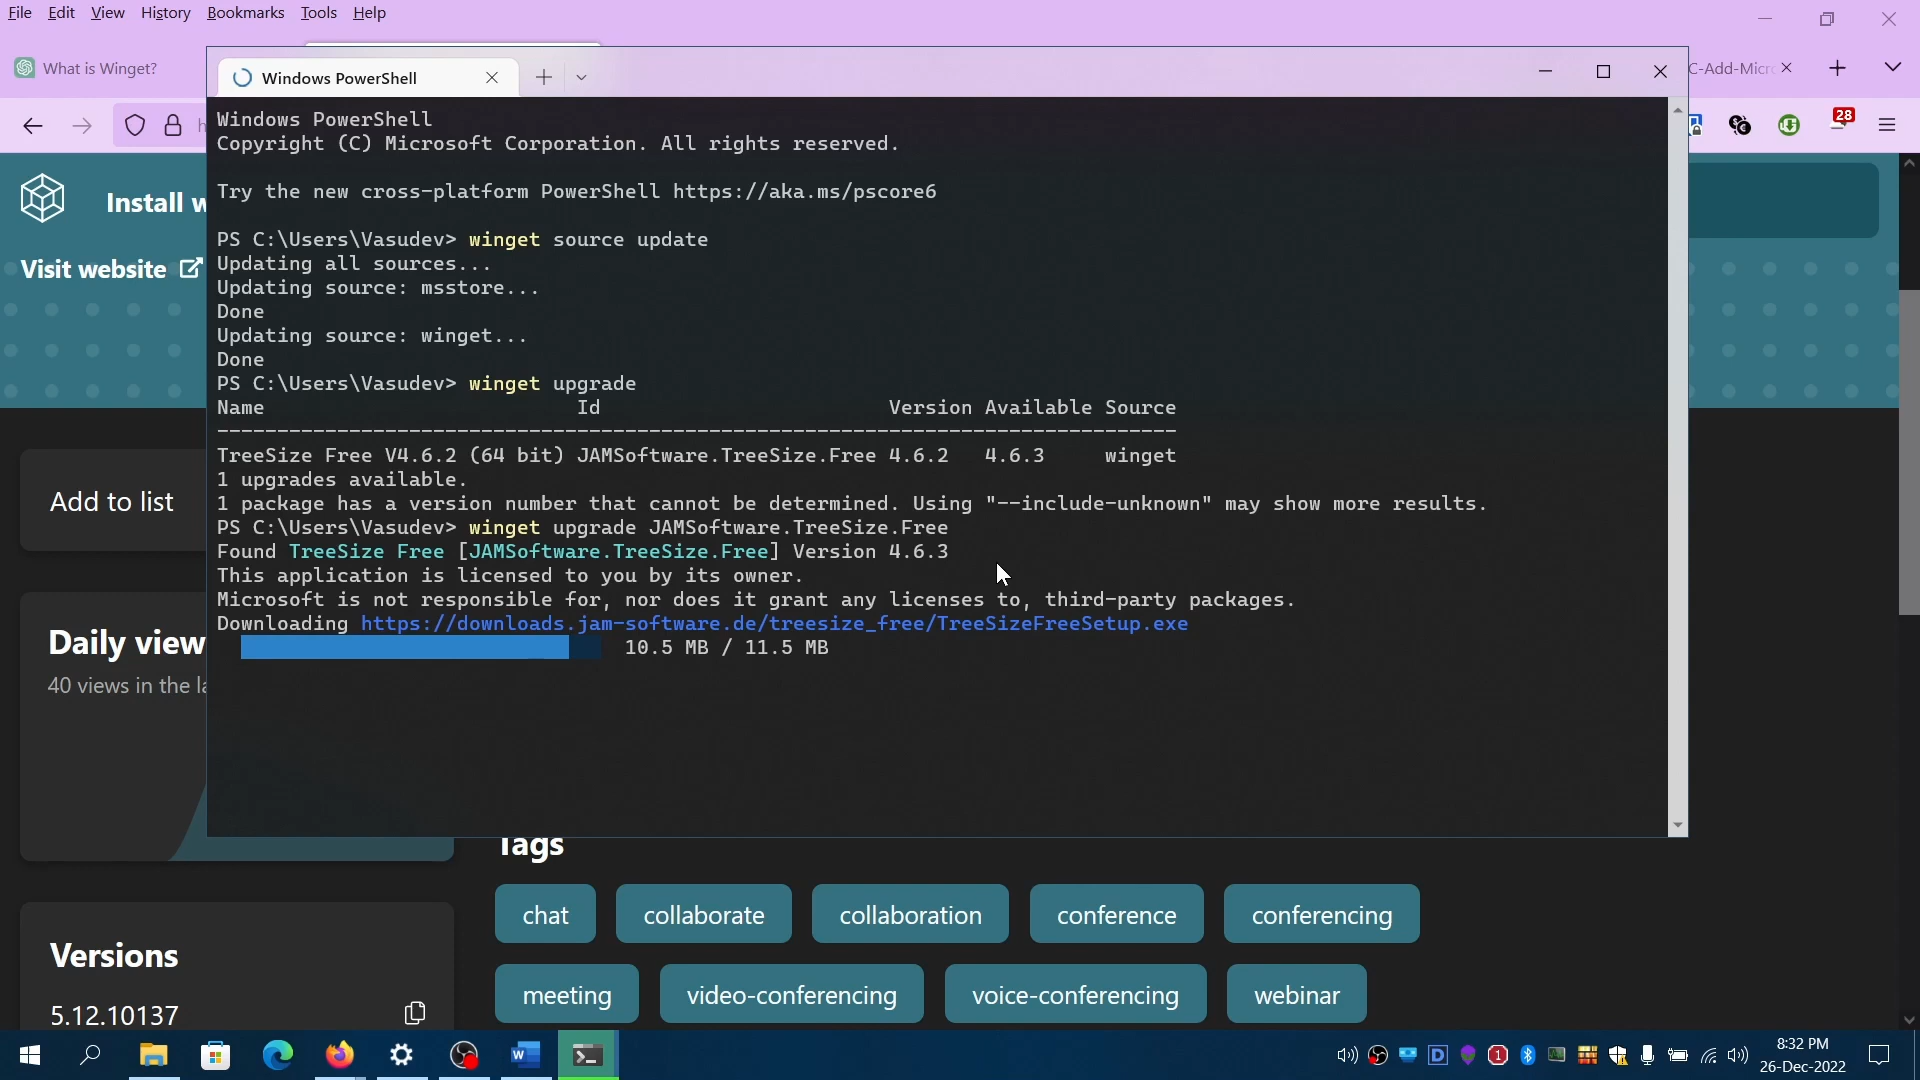 File Edit View History Bookmarks Tools Help
What is Winget?
Windows PowerShell
C-Add-Micr
28
Install w
Visit website
Windows PowerShell
Copyright (C) Microsoft Corporation. All rights reserved.
Try the new cross-platform PowerShell https://aka.ms/pscore6
PS C:\Users\Vasudev> winget source update
Updating all sources...
Updating source: msstore...
Done
Updating source: winget...
Done
PS C:\Users\Vasudev> winget upgrade
Name Id Version Available Source
--------------------------------------------------------------------------------
TreeSize Free V4.6.2 (64 bit) JAMSoftware.TreeSize.Free 4.6.2 4.6.3 winget
1 upgrades available.
1 package has a version number that cannot be determined. Using "--include-unknown" may show more results.
PS C:\Users\Vasudev> winget upgrade JAMSoftware.TreeSize.Free
Found TreeSize Free [JAMSoftware.TreeSize.Free] Version 4.6.3
This application is licensed to you by its owner.
Microsoft is not responsible for, nor does it grant any licenses to, third-party packages.
Downloading https://downloads.jam-software.de/treesize_free/TreeSizeFreeSetup.exe
10.5 MB / 11.5 MB
Add to list
Daily view
40 views in the la
Versions
5.12.10137
Tags
chat collaborate collaboration conference conferencing
meeting video-conferencing voice-conferencing webinar
8:32 PM
26-Dec-2022